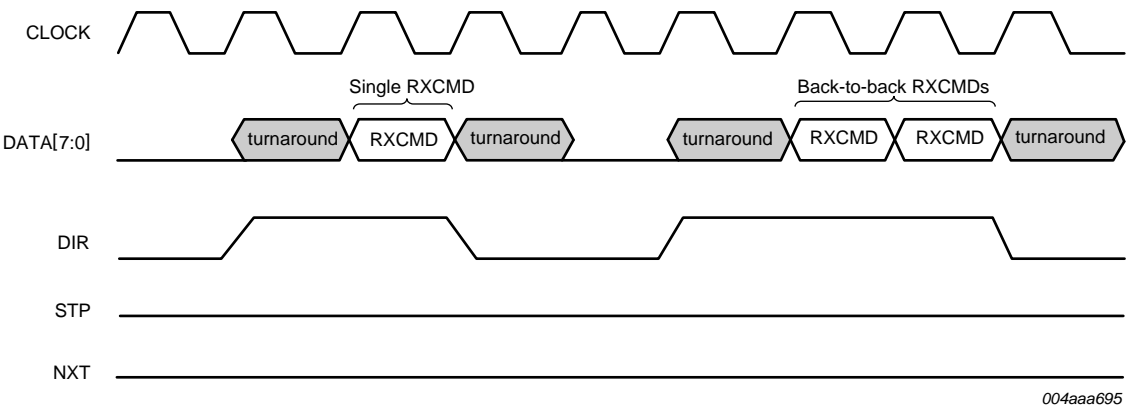 CLOCK
Single RXCMD
Back-to-back RXCMDs
DATA[7:0]
turnaround RXCMD turnaround turnaround RXCMD RXCMD turnaround
DIR
STP
NXT
004aaa695